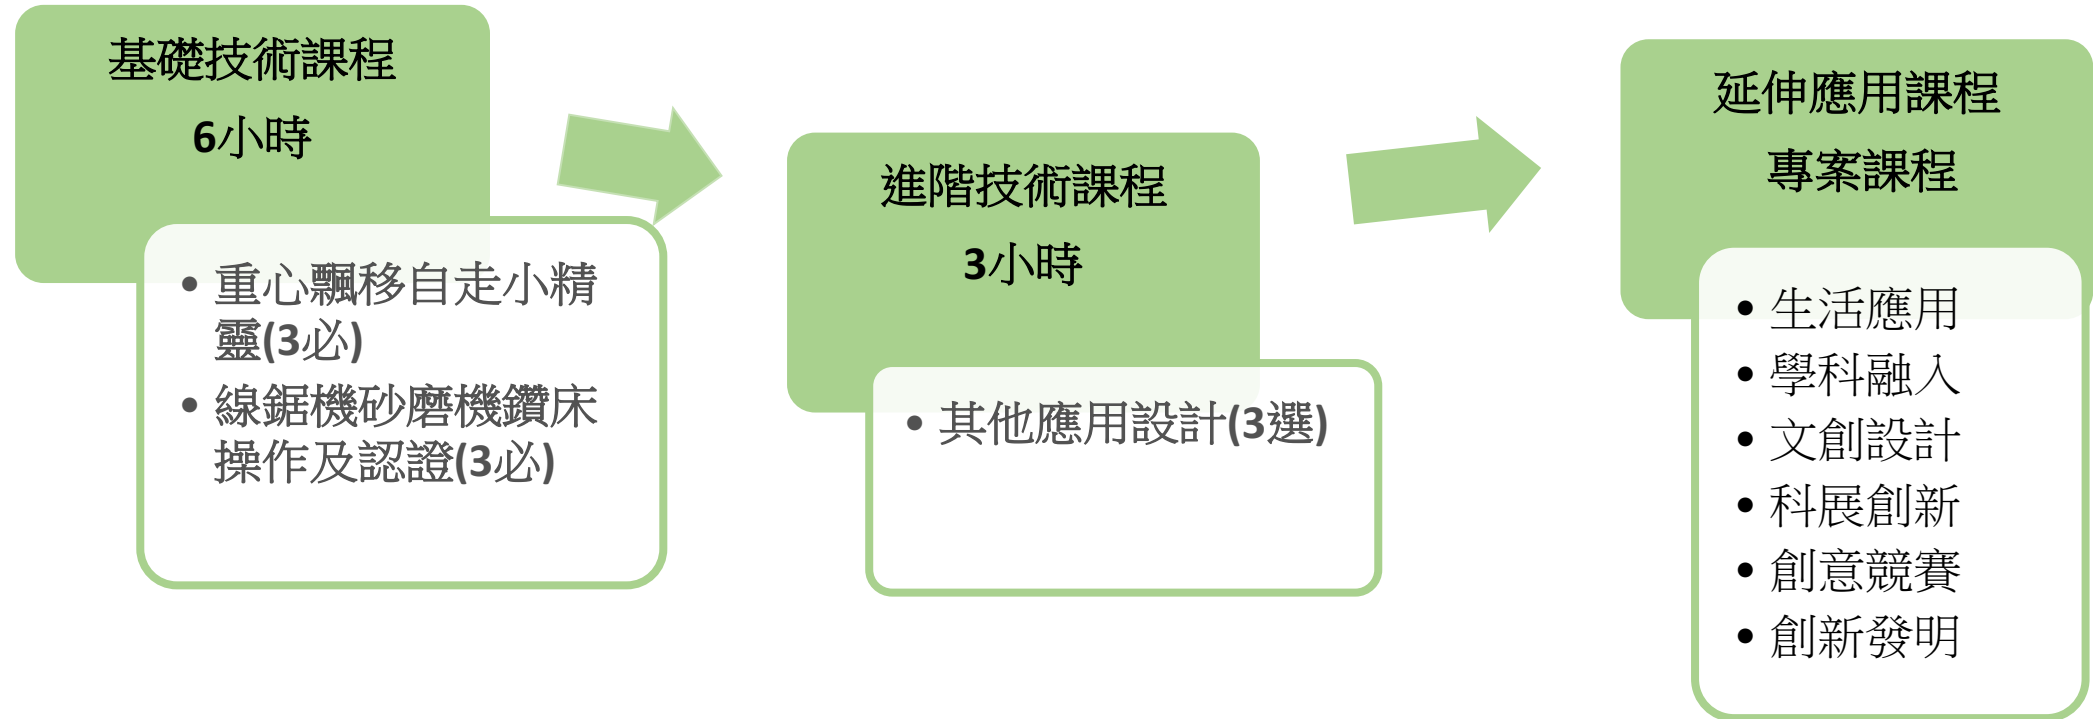 基礎技術課程
6小時
• 重心飄移自走小精
靈(3必)
• 線鋸機砂磨機鑽床
操作及認證(3必)
進階技術課程
3小時
• 其他應用設計(3選)
延伸應用課程
專案課程
• 生活應用
• 學科融入
• 文創設計
• 科展創新
• 創意競賽
• 創新發明